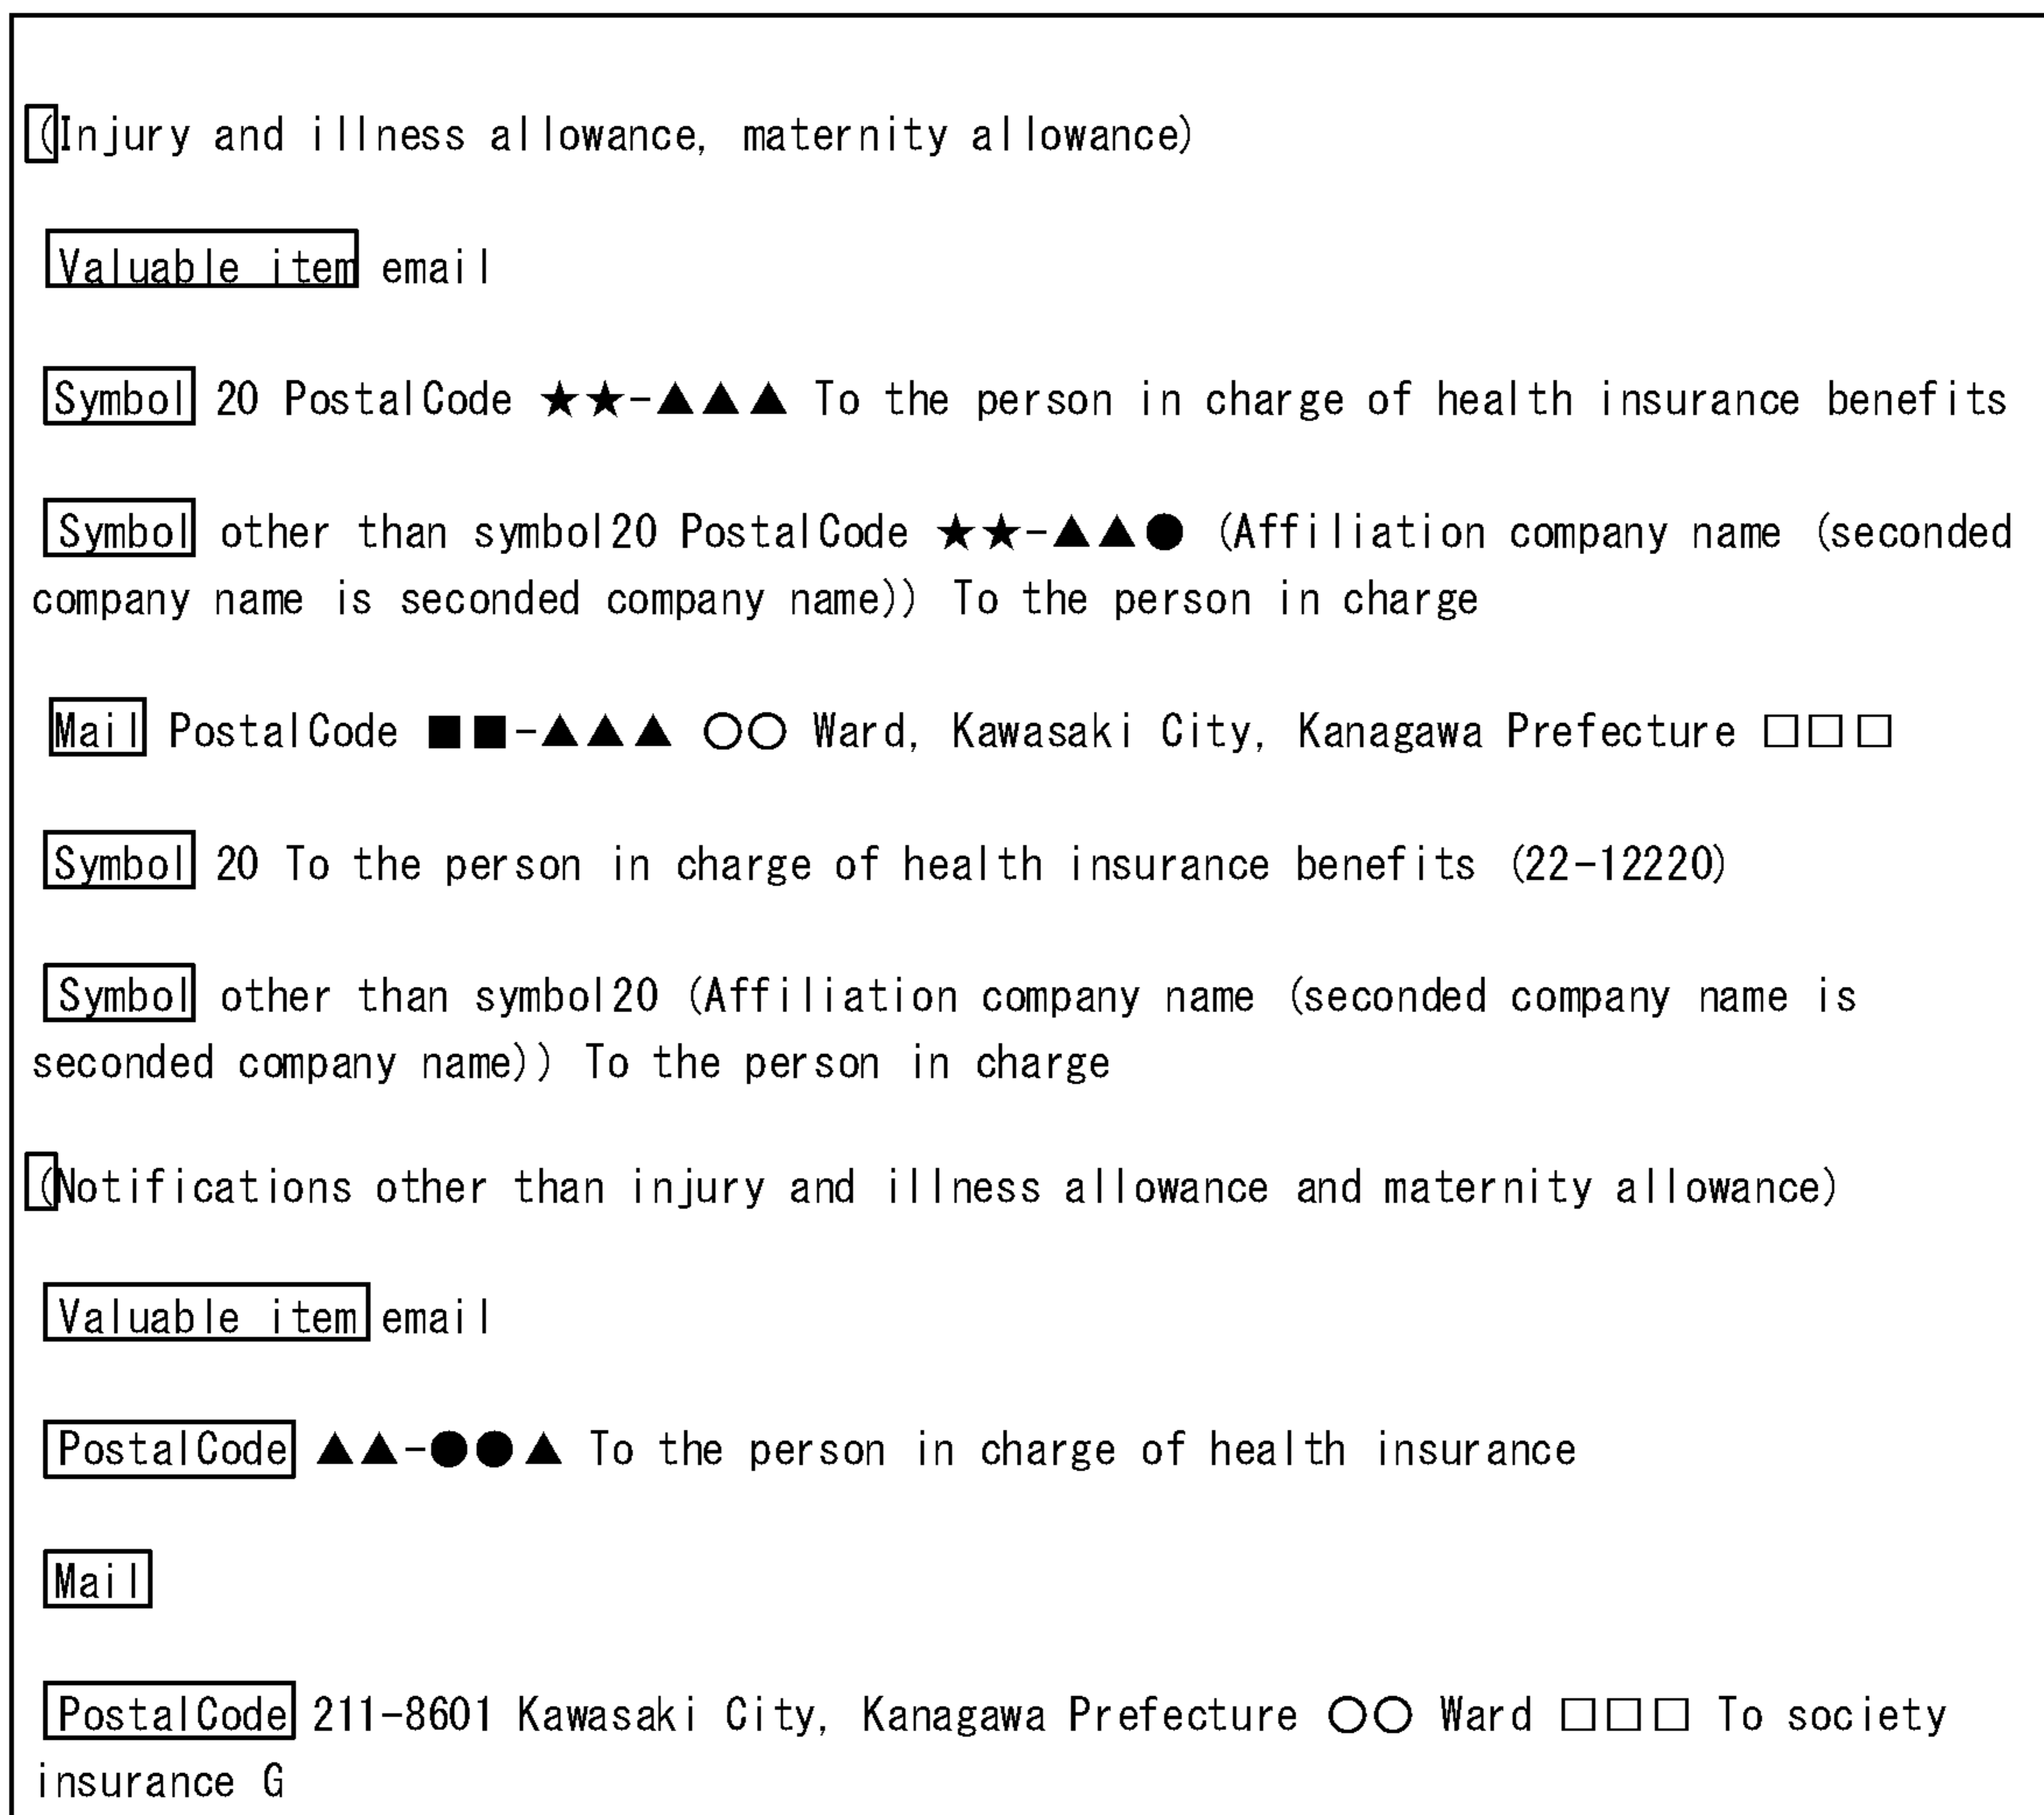 (Injury and illness allowance, maternity allowance)
Valuable item email
Symbol 20 PostalCode ★★-▲▲▲ To the person in charge of health insurance benefits
Symbol other than symbol20 PostalCode ★★-▲▲● (Affiliation company name (seconded
company name is seconded company name)) To the person in charge
Mail PostalCode ■■-▲▲▲ ○○ Ward, Kawasaki City, Kanagawa Prefecture □□□
Symbol 20 To the person in charge of health insurance benefits (22-12220)
Symbol other than symbol20 (Affiliation company name (seconded company name is
seconded company name)) To the person in charge
(Notifications other than injury and illness allowance and maternity allowance)
Valuable item email
PostalCode ▲▲-●●▲ To the person in charge of health insurance
Mail
PostalCode 211-8601 Kawasaki City, Kanagawa Prefecture ○○ Ward □□□ To society
insurance G